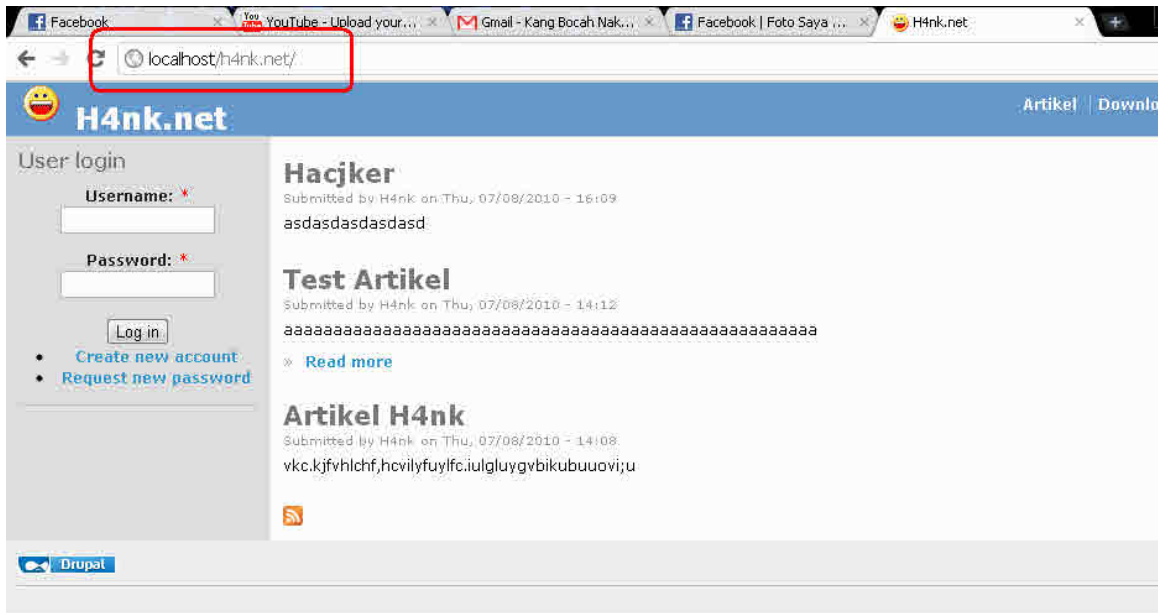 Facebook
YouTube - Upload your...
Gmail - Kang Bocah Nak...
Facebook | Foto Saya ...
H4nk.net
localhost/h4nk.net/
H4nk.net
Artikel | Downlo
User login
Username: *
Password: *
Log in
Create new account
Request new password
Hacjker
Submitted by H4nk on Thu, 07/08/2010 - 16:09
asdasdasdasdasd
Test Artikel
Submitted by H4nk on Thu, 07/08/2010 - 14:12
» Read more
Artikel H4nk
Submitted by H4nk on Thu, 07/08/2010 - 14:08
vkc.kjfvhlchf,hcvilyfuylfc.iulgluygvbikubuuovi;u
Drupal